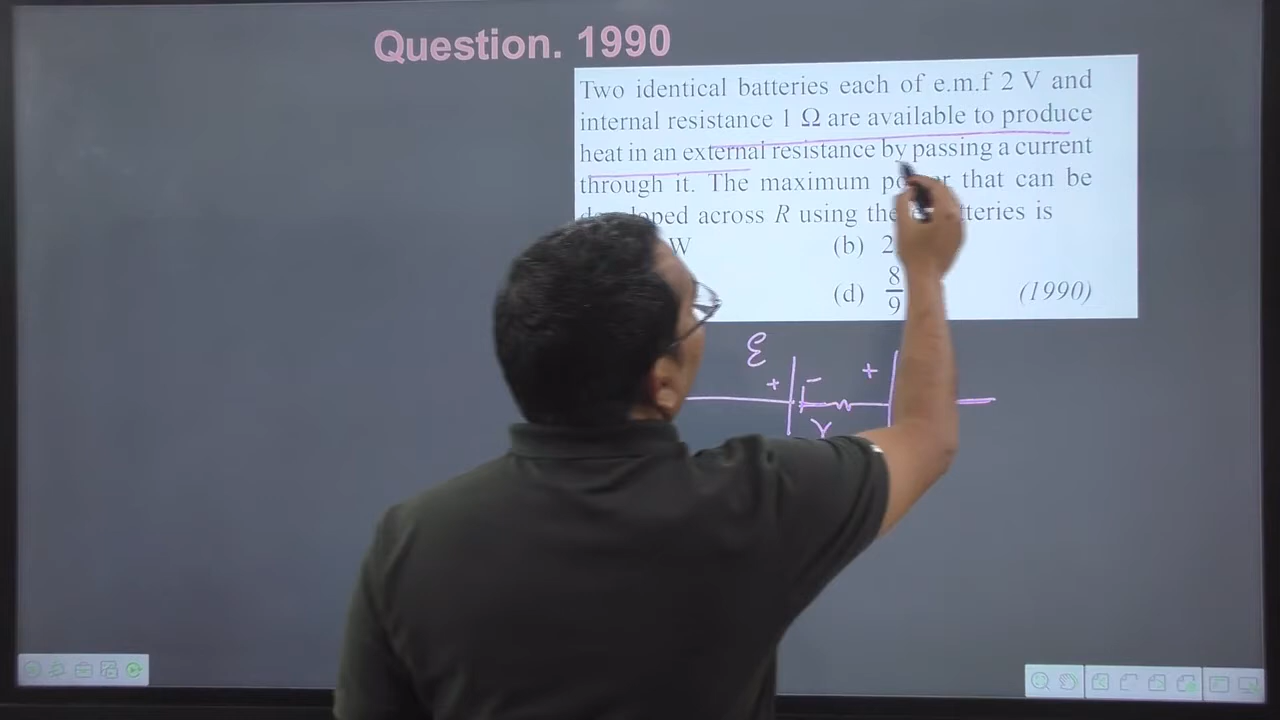 Question. 1990
Two identical batteries each of e.m.f 2 V and
internal resistance 1 Ω are available to produce
heat in an external resistance by passing a current
through it. The maximum that can be
across R using is
W (b) 2
(d) 8/9 (1990)
ℰ
+ − +
r